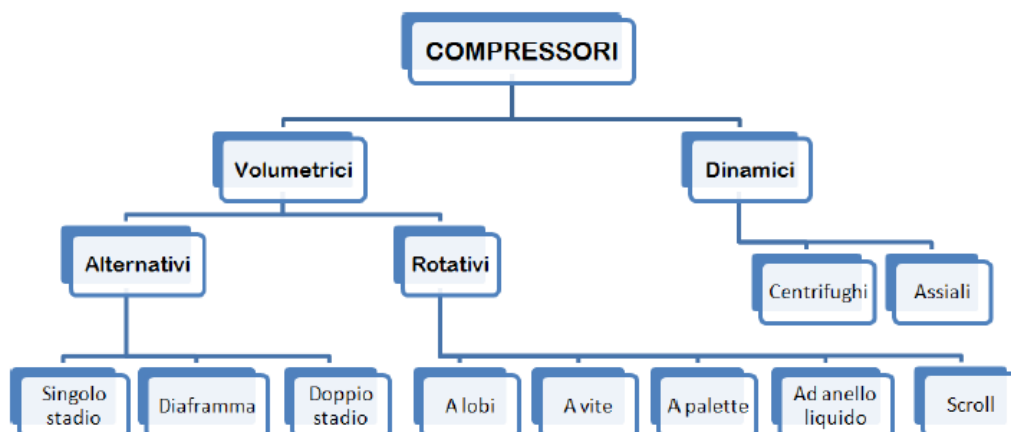 COMPRESSORI
Volumetrici
Dinamici
Alternativi
Rotativi
Centrifughi
Assiali
Singolo
stadio
Diaframma
Doppio
stadio
A lobi
A vite
A palette
Ad anello
liquido
Scroll